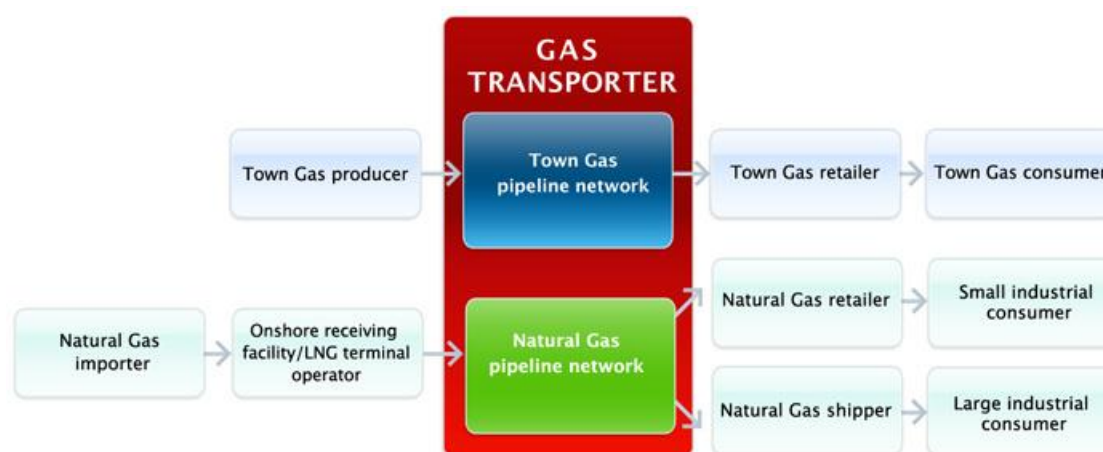 GAS
TRANSPORTER
Town Gas producer
Town Gas
pipeline network
Town Gas retailer
Town Gas consumer
Natural Gas
importer
Onshore receiving
facility/LNG terminal
operator
Natural Gas
pipeline network
Natural Gas retailer
Small industrial
consumer
Natural Gas shipper
Large industrial
consumer